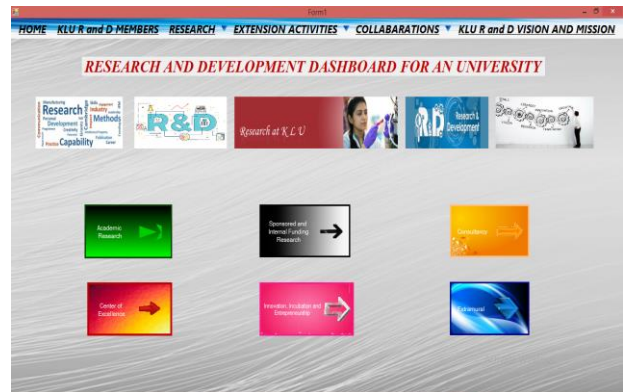 Form1
HOME KLU R and D MEMBERS RESEARCH EXTENSION ACTIVITIES COLLABARATIONS KLU R and D VISION AND MISSION
RESEARCH AND DEVELOPMENT DASHBOARD FOR AN UNIVERSITY
Research
Industry
Development
Methods
Capability
R&D
Research at K L U
R&D
Research &
Development
Academic
Research
Sponsored and
Internal Funding
Research
Consultancy
Center of
Excellence
Innovation, Incubation and
Entrepreneurship
Extramural